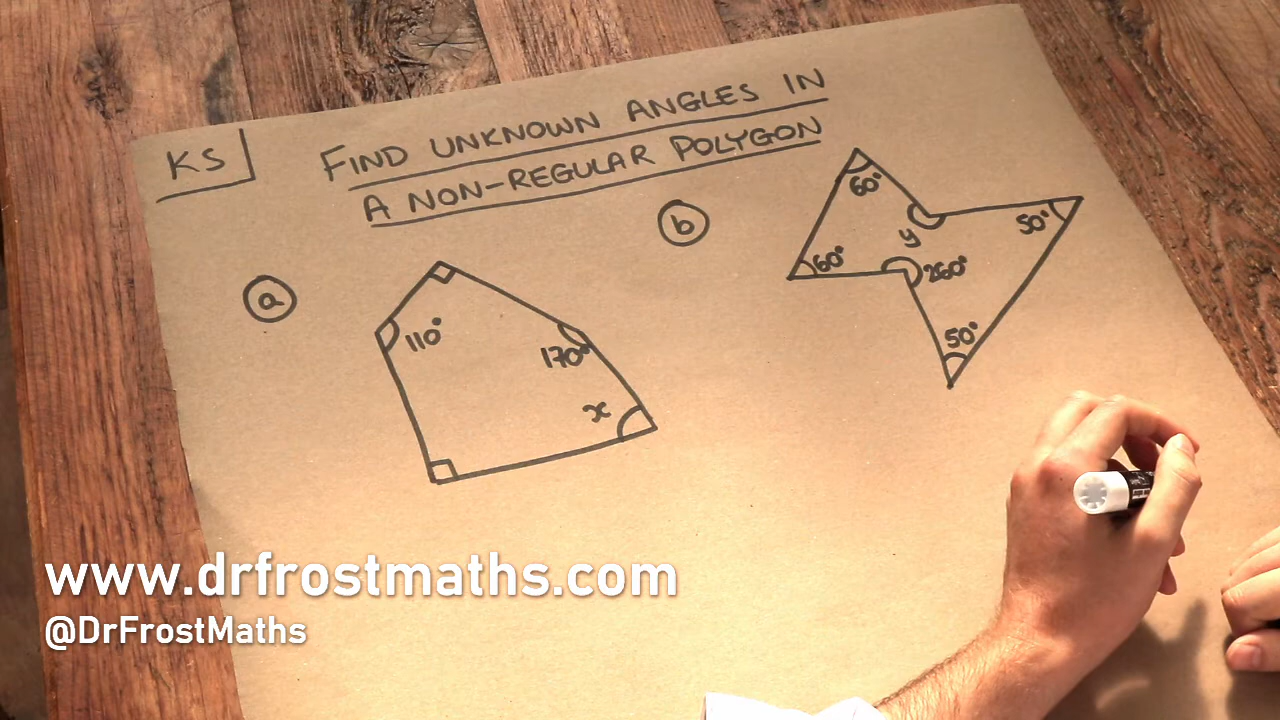 KS
FIND UNKNOWN ANGLES IN
A NON-REGULAR POLYGON
a
110°
170°
x
b
60°
y
50°
60°
260°
50°
www.drfrostmaths.com
@DrFrostMaths